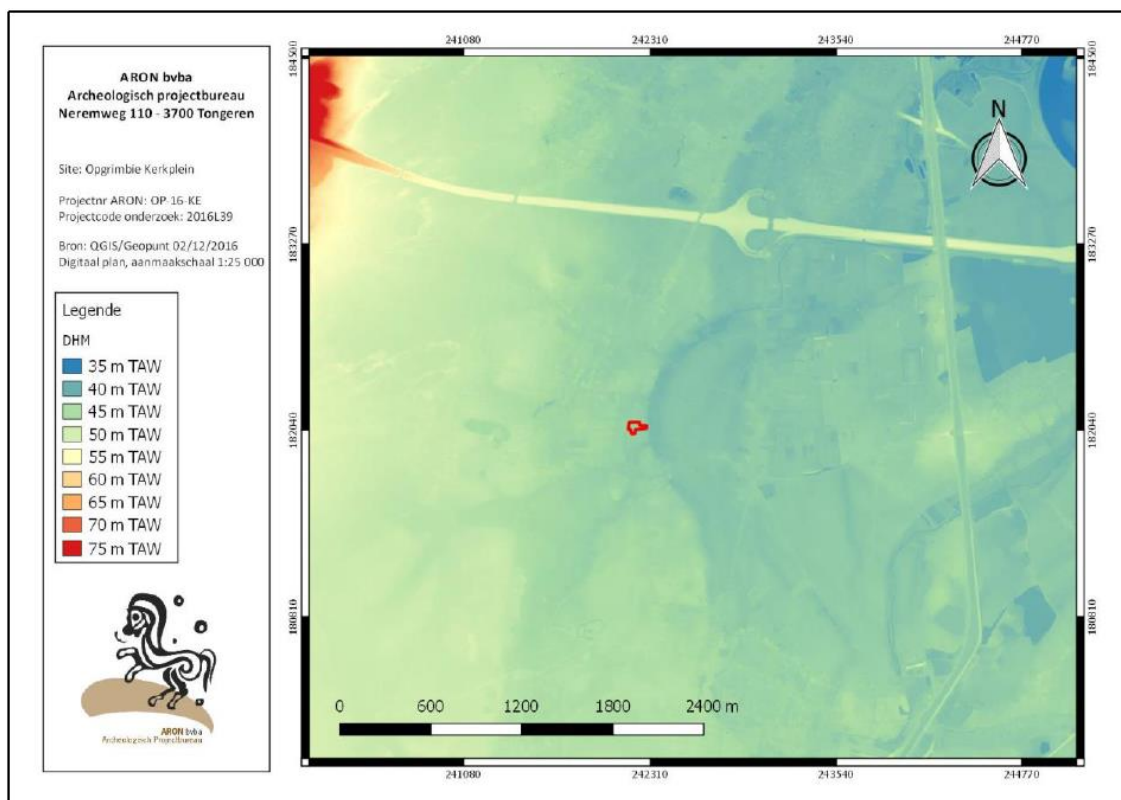 ARON bvba
Archeologisch projectbureau
Neremweg 110 - 3700 Tongeren
Site: Opgrimbie Kerkplein
Projectnr ARON: OP-16-KE
Projectcode onderzoek: 2016L39
Bron: QGIS/Geopunt 02/12/2016
Digitaal plan, aanmaakschaal 1:25 000
Legende
DHM
35 m TAW
40 m TAW
45 m TAW
50 m TAW
55 m TAW
60 m TAW
65 m TAW
70 m TAW
75 m TAW
ARON bvba
Archeologisch Projectbureau
241080 242310 243540 244770
184500 184500
N
183270 183270
182040 182040
180810 180810
0 600 1200 1800 2400 m
241080 242310 243540 244770